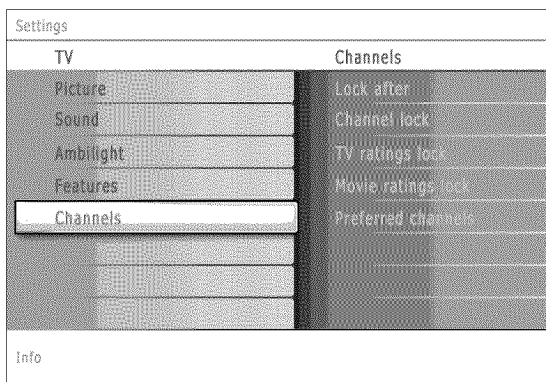 Settings
TV
Channels
Picture
Lock after
Sound
Channel lock
Ambilight
TV ratings lock
Features
Movie ratings lock
Channels
Preferred channels
Info